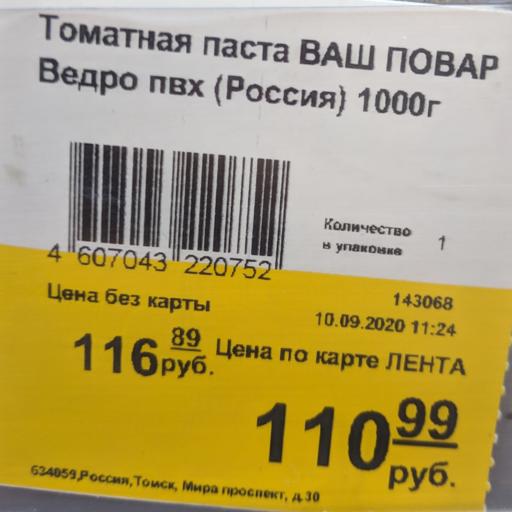 Томатная паста ВАШ ПОВАР
Ведро пвх (Россия) 1000г
Количество
в упаковке 1
4 607043 220752
Цена без карты
143068
10.09.2020 11:24
116 89 руб.
Цена по карте ЛЕНТА
110 99 руб.
634059,Россия,Томск, Мира проспект, д.30